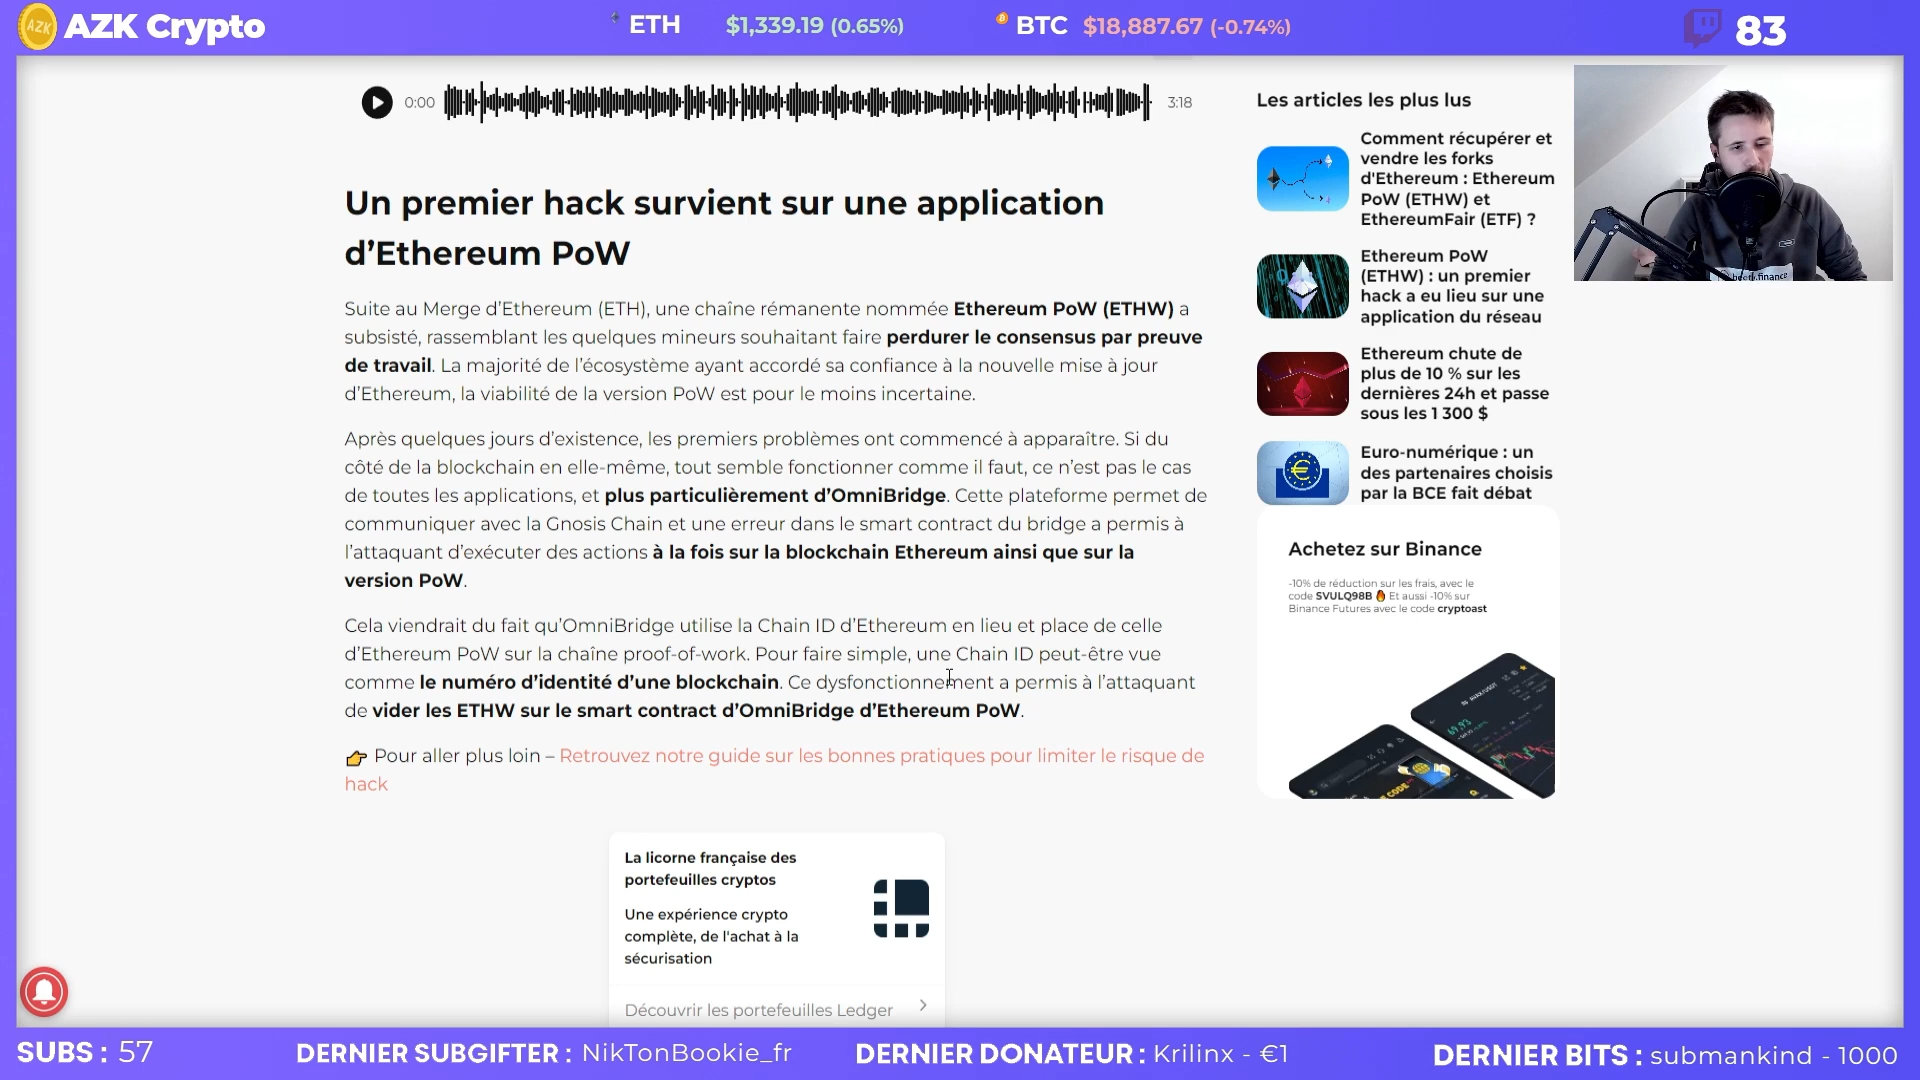 AZK Crypto
ETH $1,339.19 (0.65%)
BTC $18,887.67 (-0.74%)
83
0:00
3:18
Un premier hack survient sur une application
d’Ethereum PoW
Suite au Merge d’Ethereum (ETH), une chaîne rémanente nommée Ethereum PoW (ETHW) a
subsisté, rassemblant les quelques mineurs souhaitant faire perdurer le consensus par preuve
de travail. La majorité de l’écosystème ayant accordé sa confiance à la nouvelle mise à jour
d’Ethereum, la viabilité de la version PoW est pour le moins incertaine.
Après quelques jours d’existence, les premiers problèmes ont commencé à apparaître. Si du
côté de la blockchain en elle-même, tout semble fonctionner comme il faut, ce n’est pas le cas
de toutes les applications, et plus particulièrement d’OmniBridge. Cette plateforme permet de
communiquer avec la Gnosis Chain et une erreur dans le smart contract du bridge a permis à
l’attaquant d’exécuter des actions à la fois sur la blockchain Ethereum ainsi que sur la
version PoW.
Cela viendrait du fait qu’OmniBridge utilise la Chain ID d’Ethereum en lieu et place de celle
d’Ethereum PoW sur la chaîne proof-of-work. Pour faire simple, une Chain ID peut-être vue
comme le numéro d’identité d’une blockchain. Ce dysfonctionnement a permis à l’attaquant
de vider les ETHW sur le smart contract d’OmniBridge d’Ethereum PoW.
👉 Pour aller plus loin – Retrouvez notre guide sur les bonnes pratiques pour limiter le risque de
hack
La licorne française des
portefeuilles cryptos
Une expérience crypto
complète, de l'achat à la
sécurisation
Découvrir les portefeuilles Ledger
Les articles les plus lus
Comment récupérer et
vendre les forks
d'Ethereum : Ethereum
PoW (ETHW) et
EthereumFair (ETF) ?
Ethereum PoW
(ETHW) : un premier
hack a eu lieu sur une
application du réseau
Ethereum chute de
plus de 10 % sur les
dernières 24h et passe
sous les 1 300 $
Euro-numérique : un
des partenaires choisis
par la BCE fait débat
Achetez sur Binance
-10% de réduction sur les frais, avec le
code SVULQ98B 🔥 Et aussi -10% sur
Binance Futures avec le code cryptoast
69,93
CODE
beefy.finance
SUBS : 57
DERNIER SUBGIFTER : NikTonBookie_fr
DERNIER DONATEUR : Krilinx - €1
DERNIER BITS : submankind - 1000